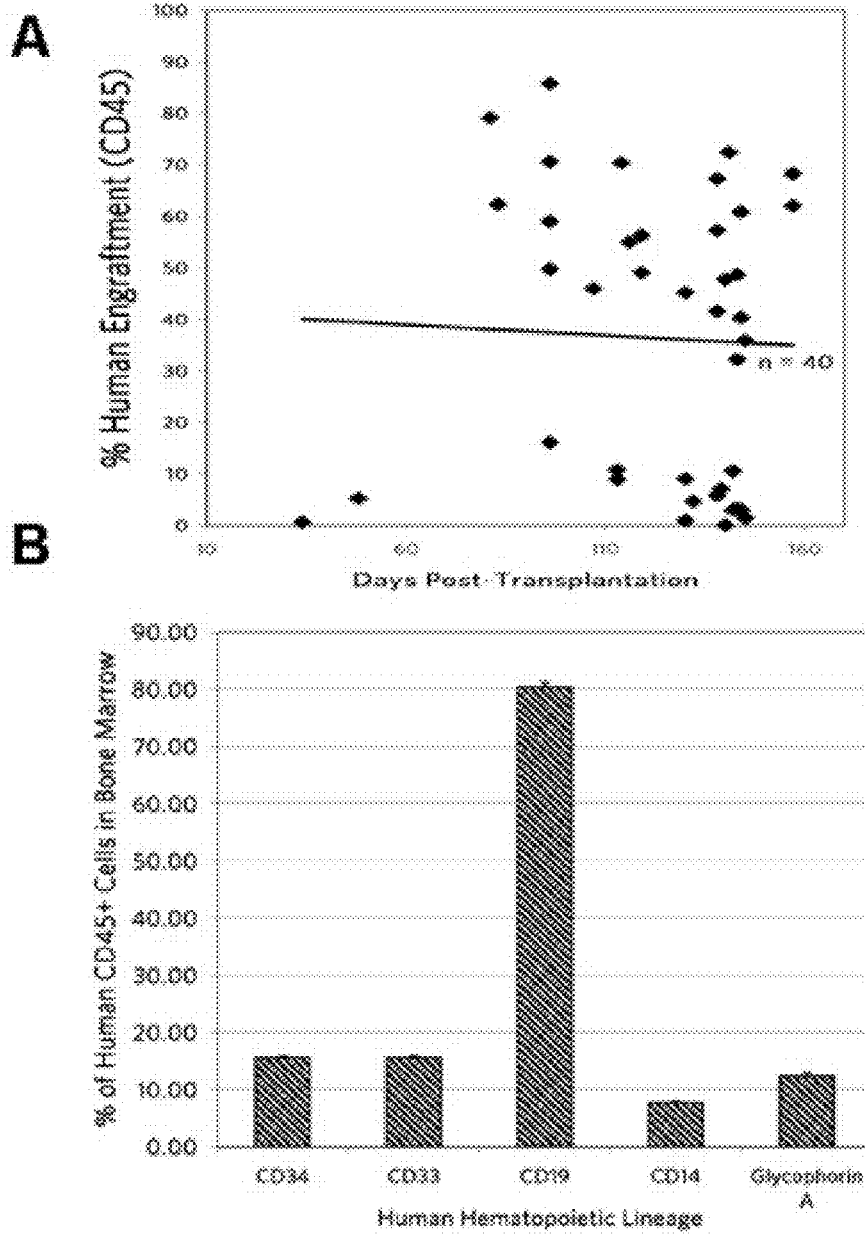 A
% Human Engraftment (CD45)
100
90
80
70
60
50
40
30
20
10
0
n = 40
10 60 110 160
Days Post-Transplantation
B
% of Human CD45+ Cells in Bone Marrow
90.00
80.00
70.00
60.00
50.00
40.00
30.00
20.00
10.00
0.00
CD34 CD33 CD19 CD14 Glycophorin
A
Human Hematopoietic Lineage